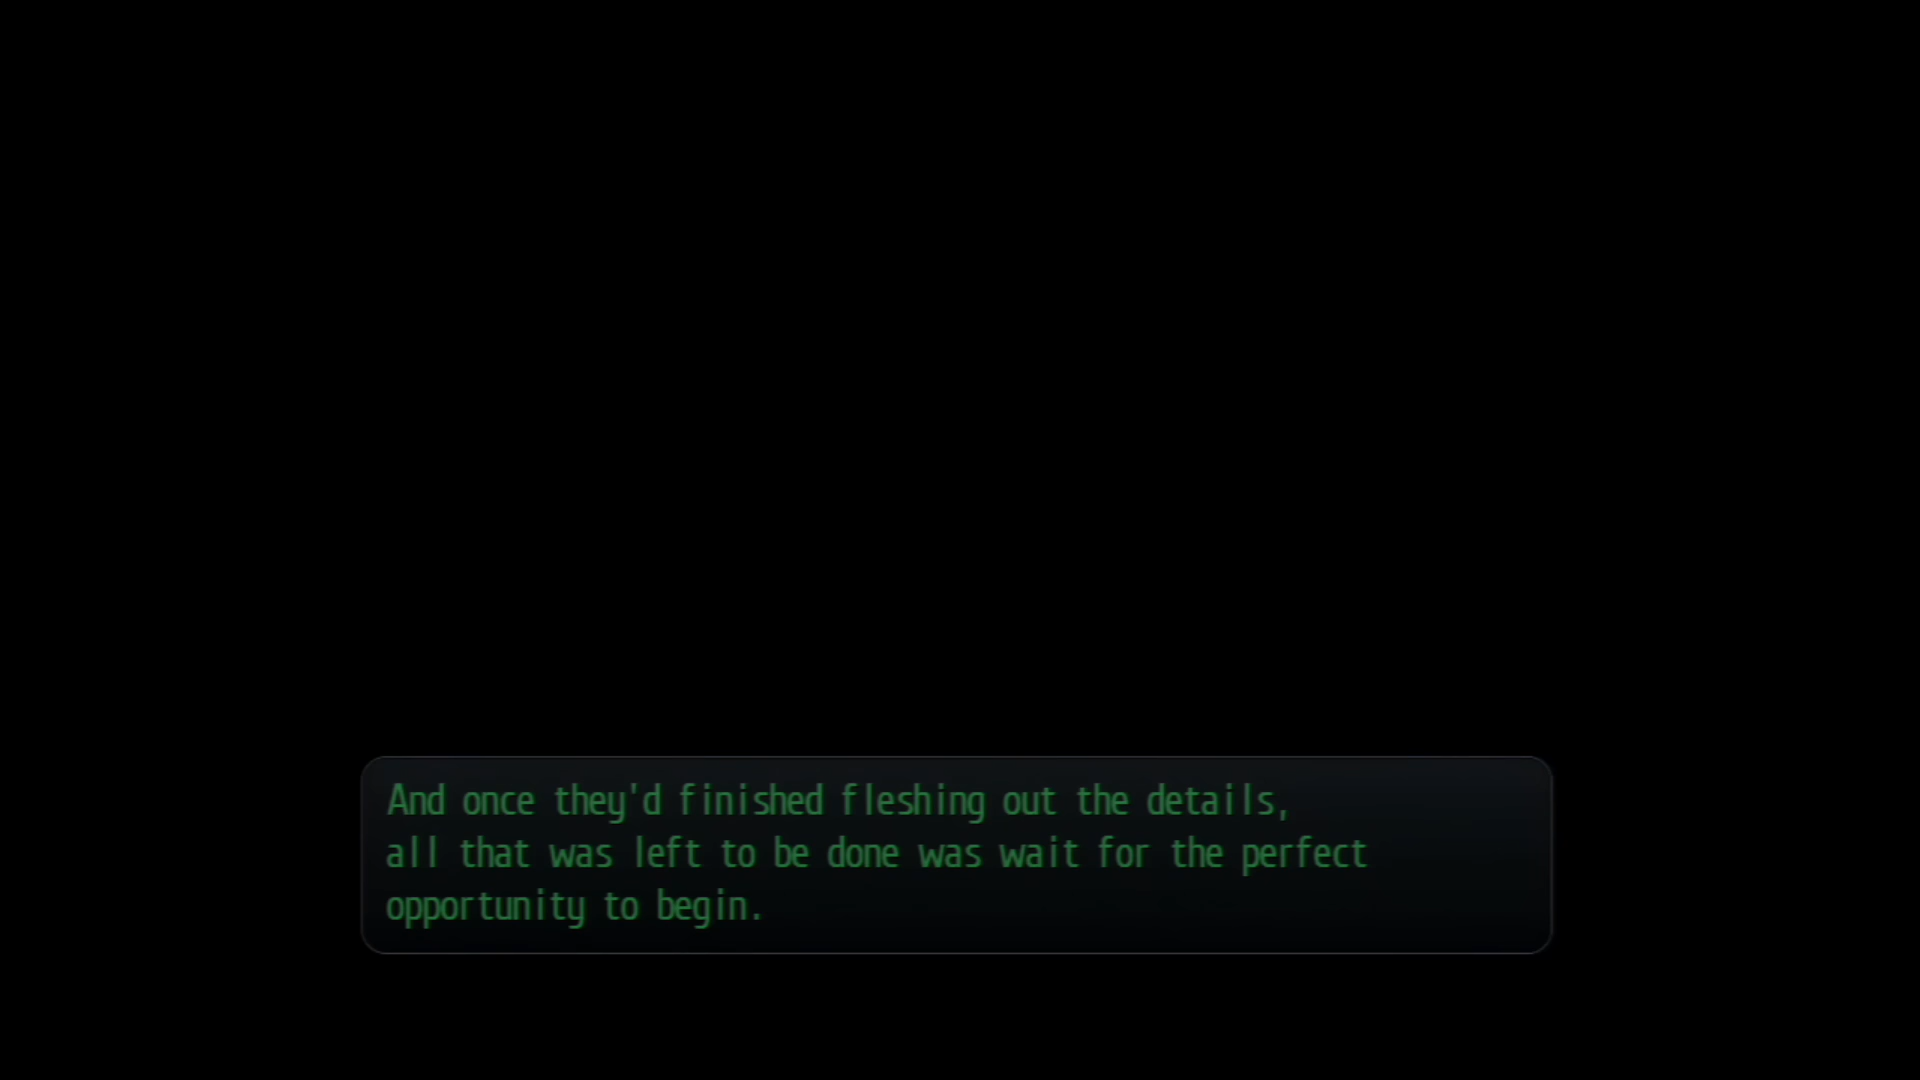 And once they'd finished fleshing out the details,
all that was left to be done was wait for the perfect
opportunity to begin.